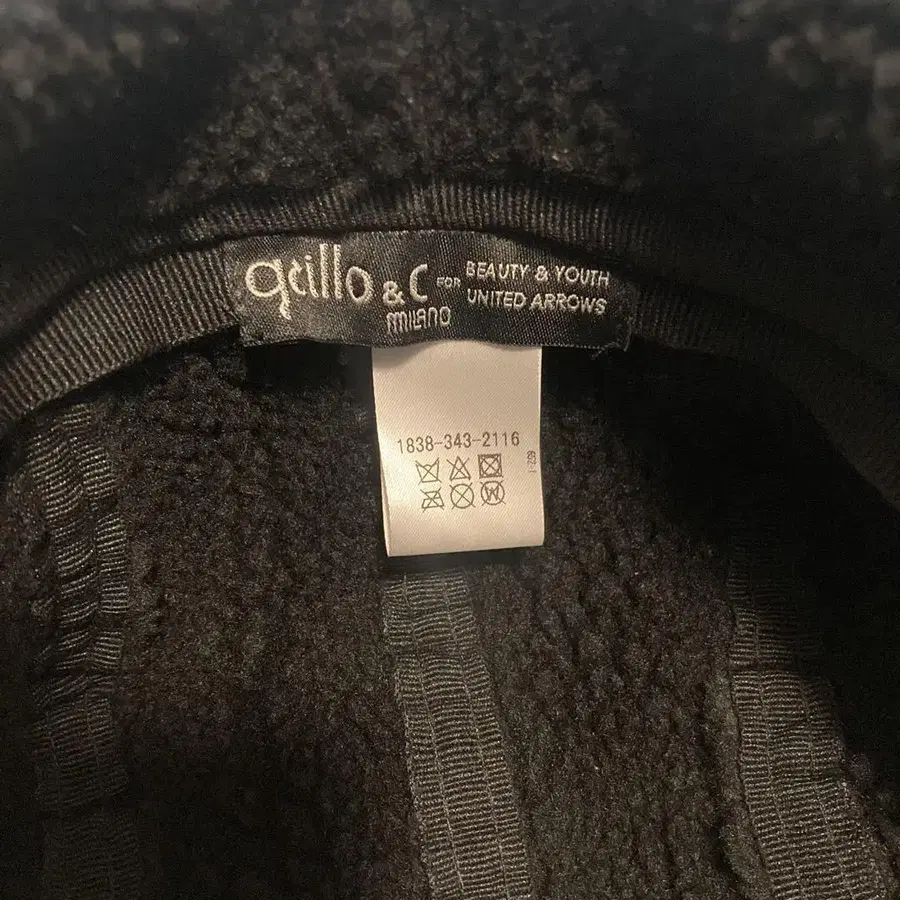 grillo & C FOR BEAUTY & YOUTH
MILANO UNITED ARROWS
1838-343-2116